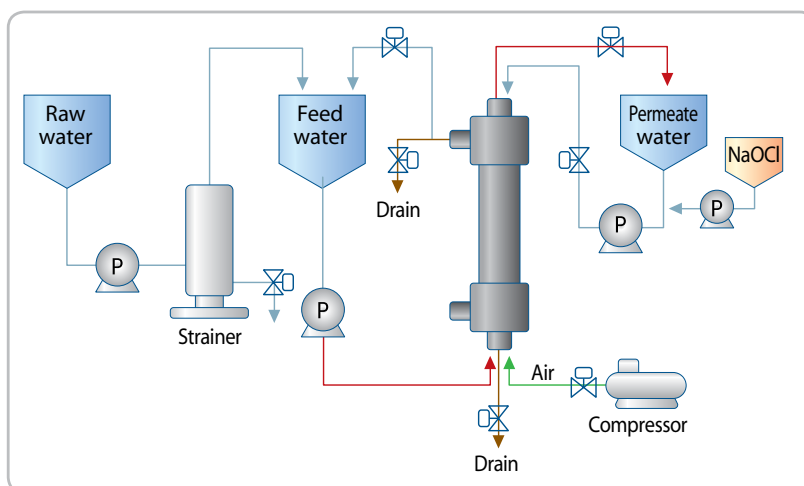 Raw
water
Feed
water
Permeate
water
NaOCl
P
P
P
P
Drain
Strainer
Air
Compressor
Drain